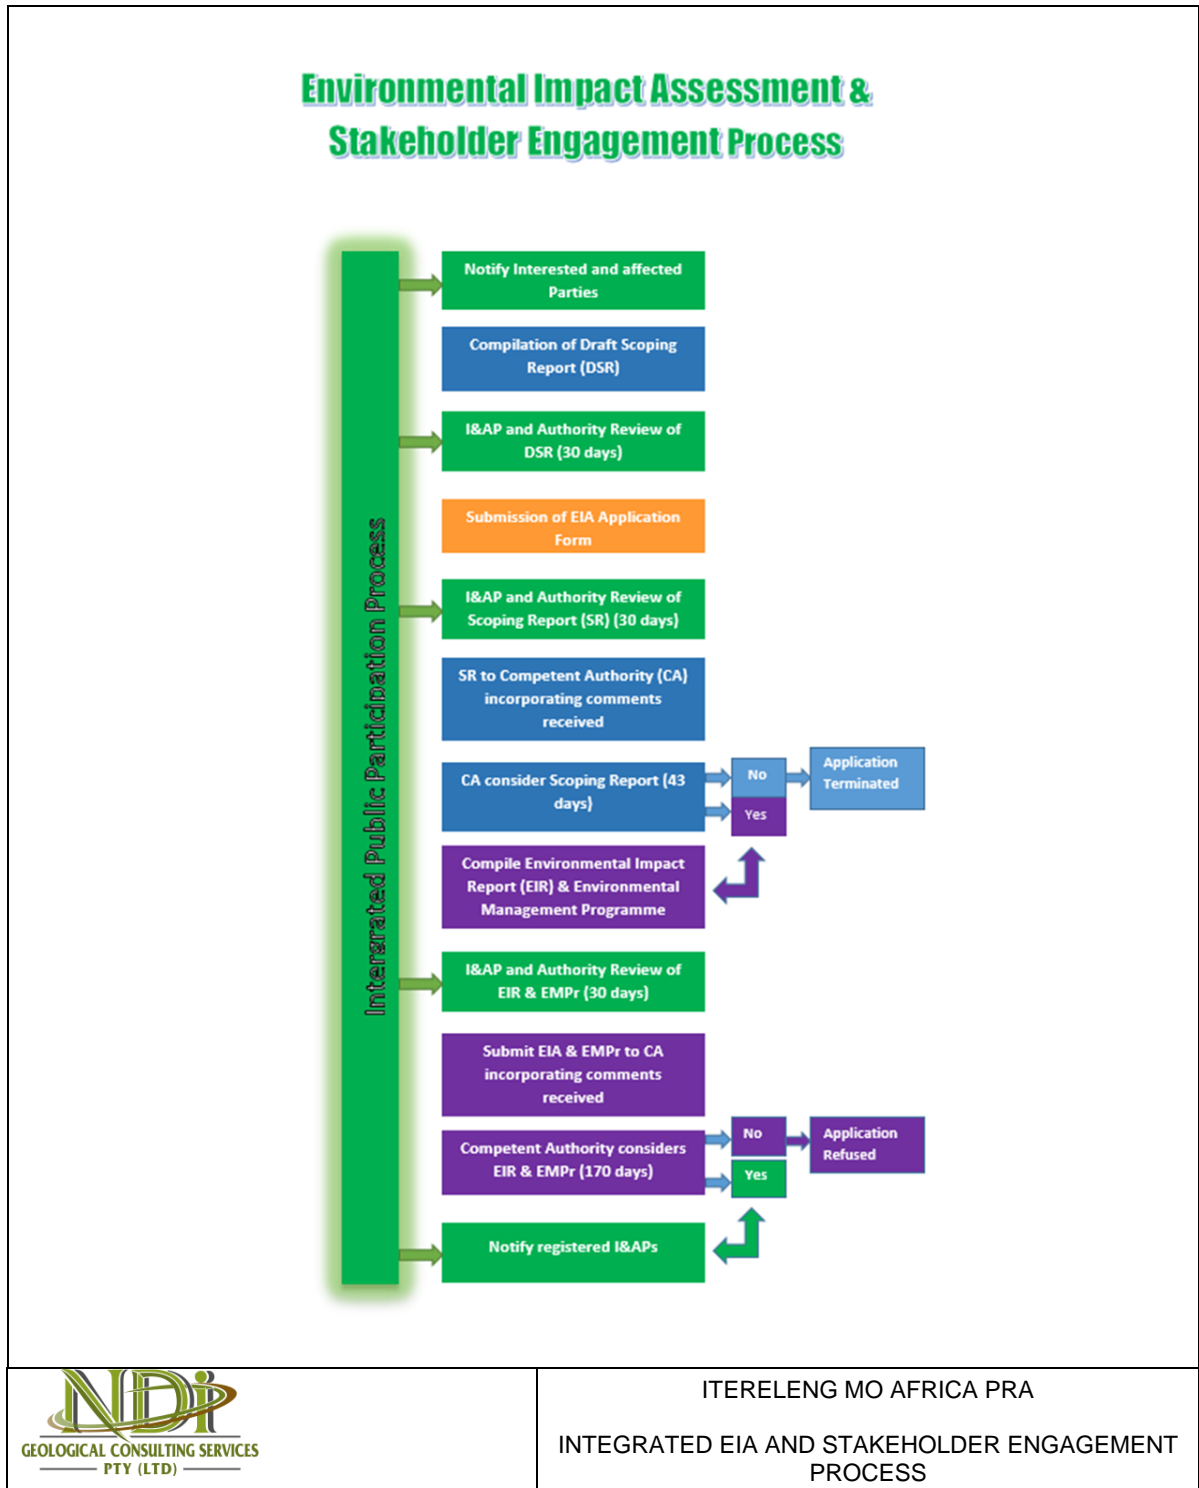 Environmental Impact Assessment &
Stakeholder Engagement Process
Intergrated Public Participation Process
Notify Interested and affected
Parties
Compilation of Draft Scoping
Report (DSR)
I&AP and Authority Review of
DSR (30 days)
Submission of EIA Application
Form
I&AP and Authority Review of
Scoping Report (SR) (30 days)
SR to Competent Authority (CA)
incorporating comments
received
CA consider Scoping Report (43
days)
No
Application
Terminated
Yes
Compile Environmental Impact
Report (EIR) & Environmental
Management Programme
I&AP and Authority Review of
EIR & EMPr (30 days)
Submit EIA & EMPr to CA
incorporating comments
received
Competent Authority considers
EIR & EMPr (170 days)
No
Application
Refused
Yes
Notify registered I&APs
NDi
GEOLOGICAL CONSULTING SERVICES
PTY (LTD)
ITERELENG MO AFRICA PRA
INTEGRATED EIA AND STAKEHOLDER ENGAGEMENT
PROCESS